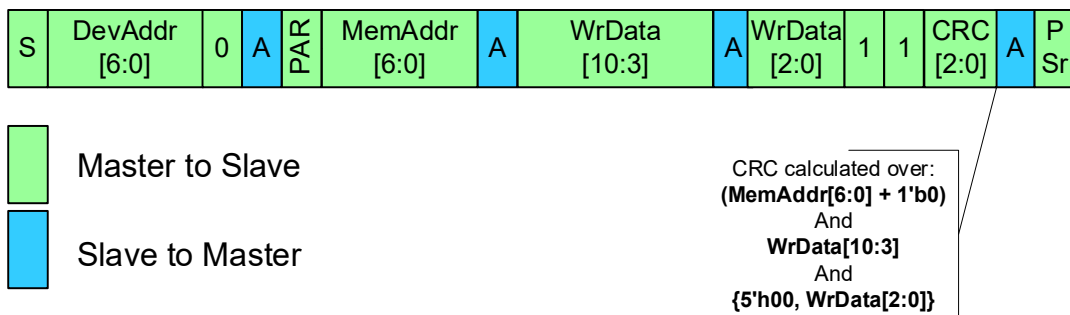 S DevAddr [6:0] 0 A PAR MemAddr [6:0] A WrData [10:3] A WrData [2:0] 1 1 CRC [2:0] A P Sr
Master to Slave
Slave to Master
CRC calculated over:
(MemAddr[6:0] + 1'b0)
And
WrData[10:3]
And
{5'h00, WrData[2:0]}